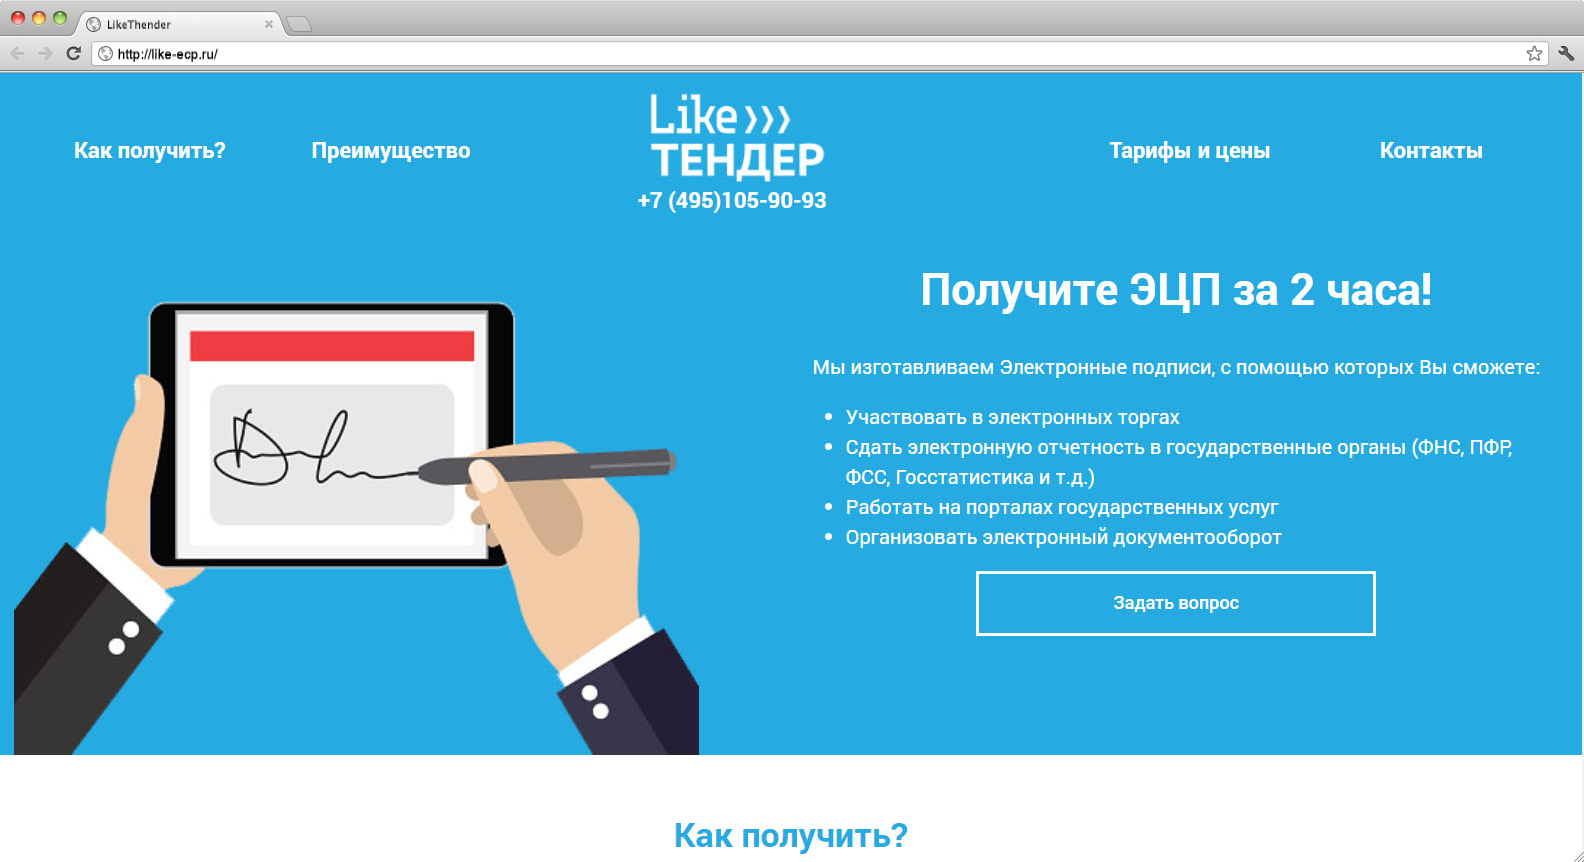 LikeThender
http://like-ecp.ru/
Как получить?
Преимущество
Like
ТЕНДЕР
+7 (495)105-90-93
Тарифы и цены
Контакты
Получите ЭЦП за 2 часа!
Мы изготавливаем Электронные подписи, с помощью которых Вы сможете:
Участвовать в электронных торгах
Сдать электронную отчетность в государственные органы (ФНС, ПФР,
ФСС, Госстатистика и т.д.)
Работать на порталах государственных услуг
Организовать электронный документооборот
Задать вопрос
Как получить?